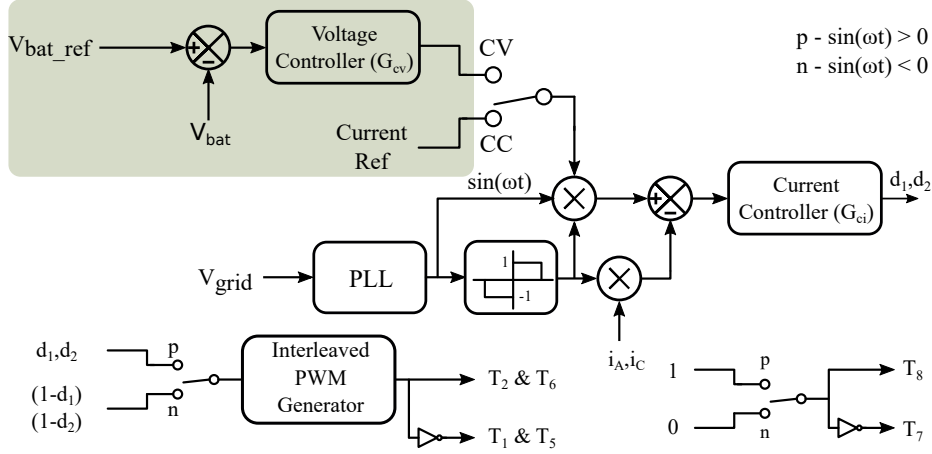 V_bat_ref
+
−
V_bat
Voltage
Controller (G_cv)
CV
CC
Current
Ref
p - sin(ωt) > 0
n - sin(ωt) < 0
sin(ωt)
+
−
Current
Controller (G_ci)
d_1,d_2
V_grid
PLL
1
-1
i_A,i_C
d_1,d_2
(1-d_1)
(1-d_2)
p
n
Interleaved
PWM
Generator
T_2 & T_6
T_1 & T_5
1
0
p
n
T_8
T_7